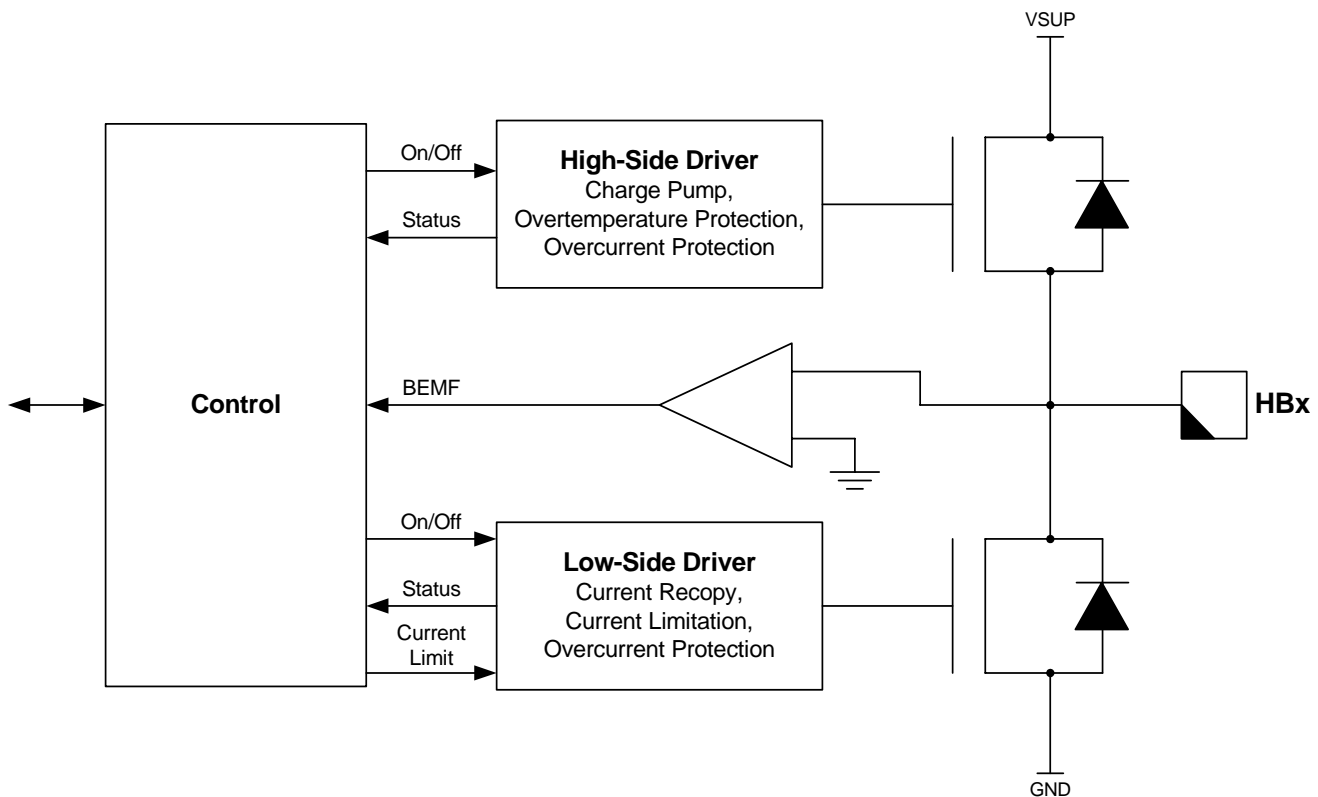 VSUP
On/Off
High-Side Driver
Charge Pump,
Overtemperature Protection,
Overcurrent Protection
Status
Control
BEMF
HBx
On/Off
Low-Side Driver
Current Recopy,
Current Limitation,
Overcurrent Protection
Status
Current
Limit
GND